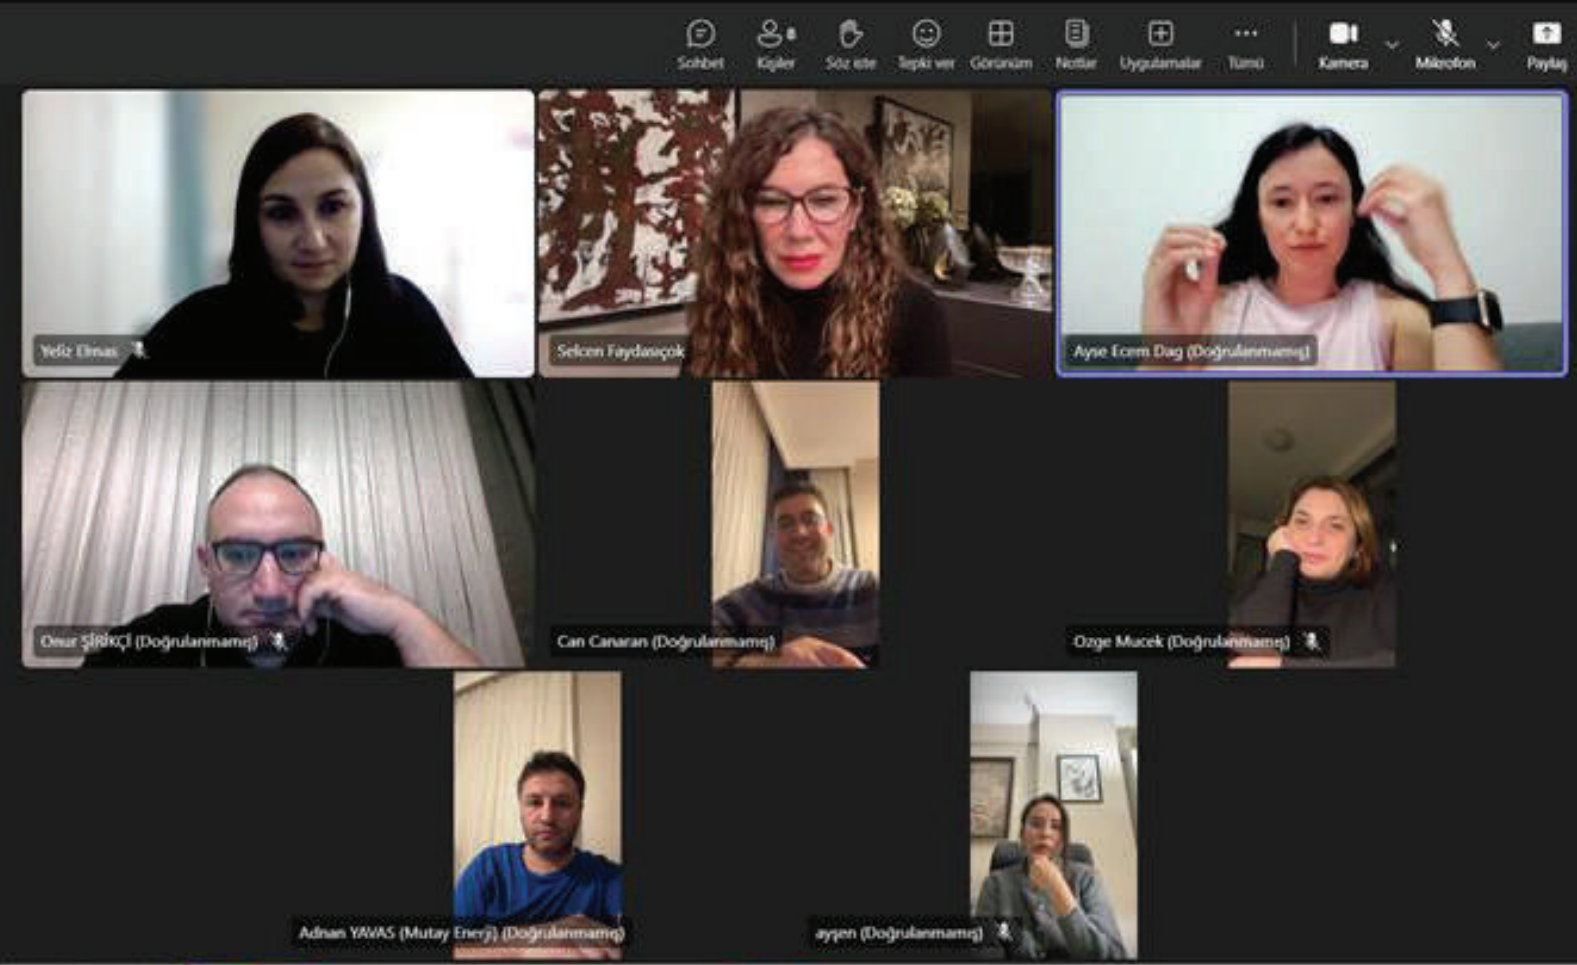 Sohbet Kişiler 8 Söz iste Tepki ver Görünüm Notlar Uygulamalar Tümü Kamera Mikrofon Paylaş
Yeliz Elmas
Selcen Faydasıçok
Ayse Ecem Dag (Doğrulanmamış)
Onur ŞİRİKÇİ (Doğrulanmamış)
Can Canaran (Doğrulanmamış)
Ozge Mucek (Doğrulanmamış)
Adnan YAVAS (Mutay Enerji) (Doğrulanmamış)
ayşen (Doğrulanmamış)